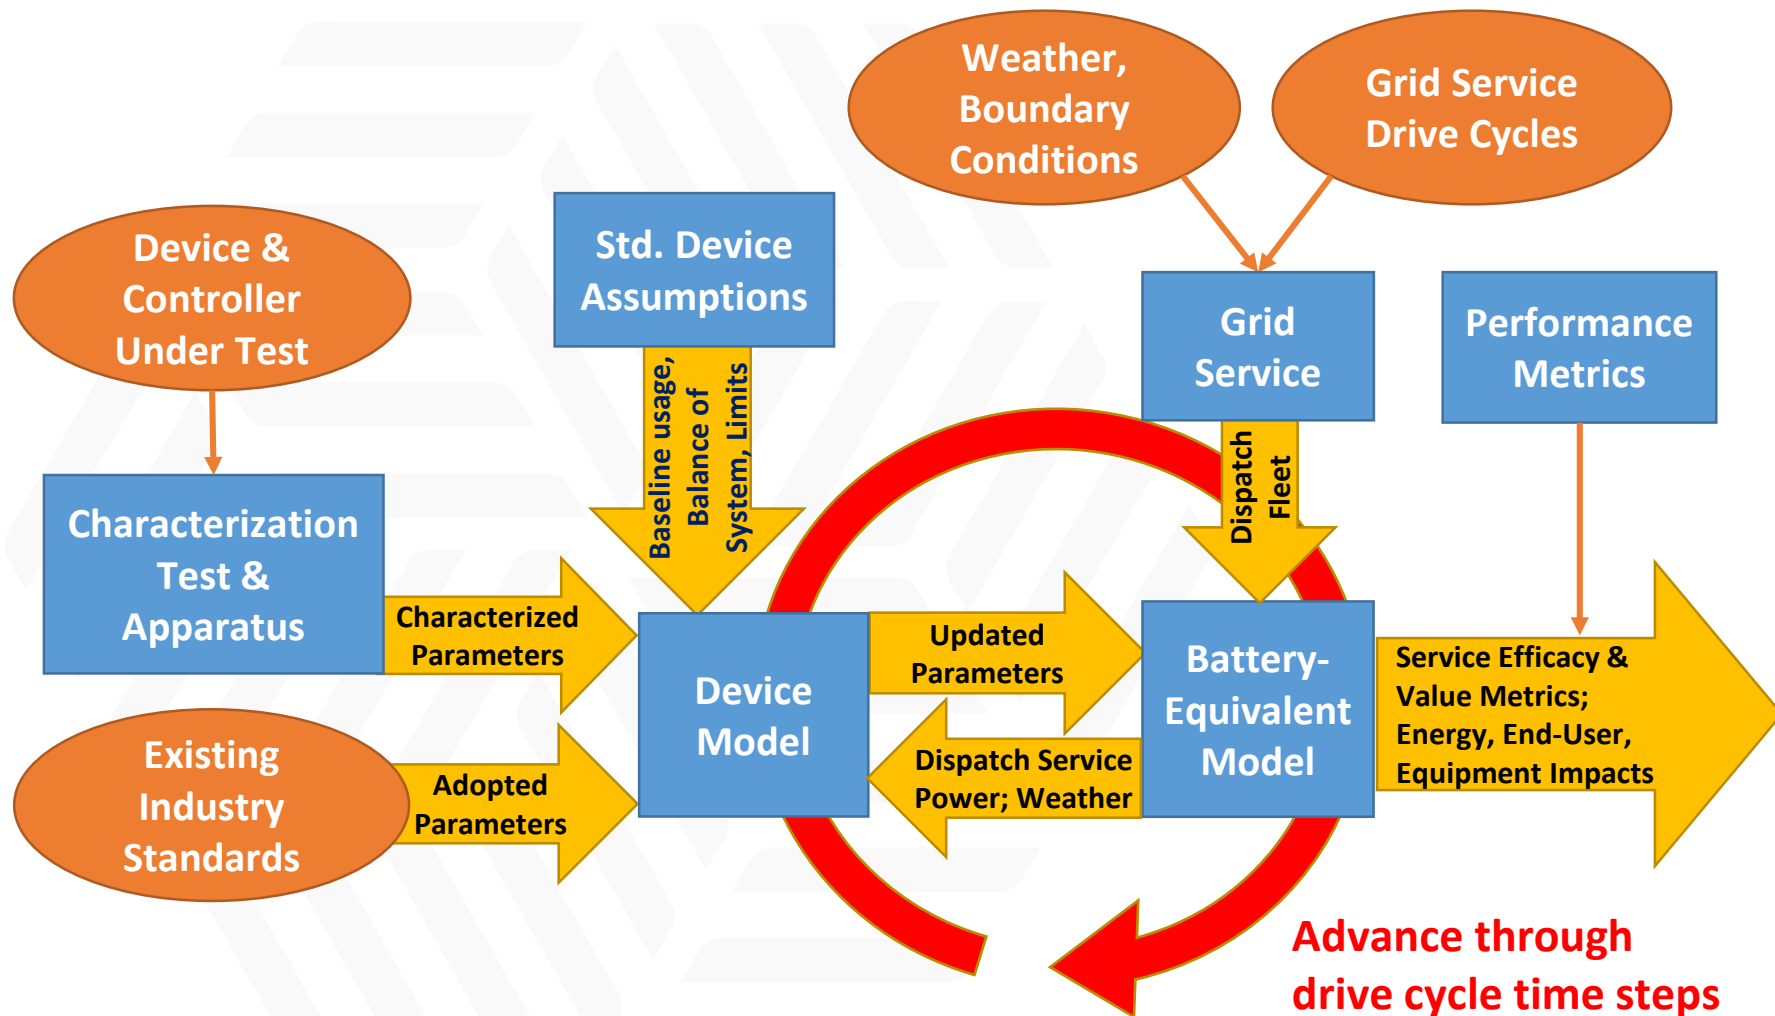 Weather,
Boundary
Conditions
Grid Service
Drive Cycles
Device &
Controller
Under Test
Std. Device
Assumptions
Grid
Service
Performance
Metrics
Baseline usage,
Balance of
System, Limits
Dispatch
Fleet
Characterization
Test &
Apparatus
Characterized
Parameters
Updated
Parameters
Device
Model
Battery-
Equivalent
Model
Service Efficacy &
Value Metrics;
Energy, End-User,
Equipment Impacts
Existing
Industry
Standards
Adopted
Parameters
Dispatch Service
Power; Weather
Advance through
drive cycle time steps